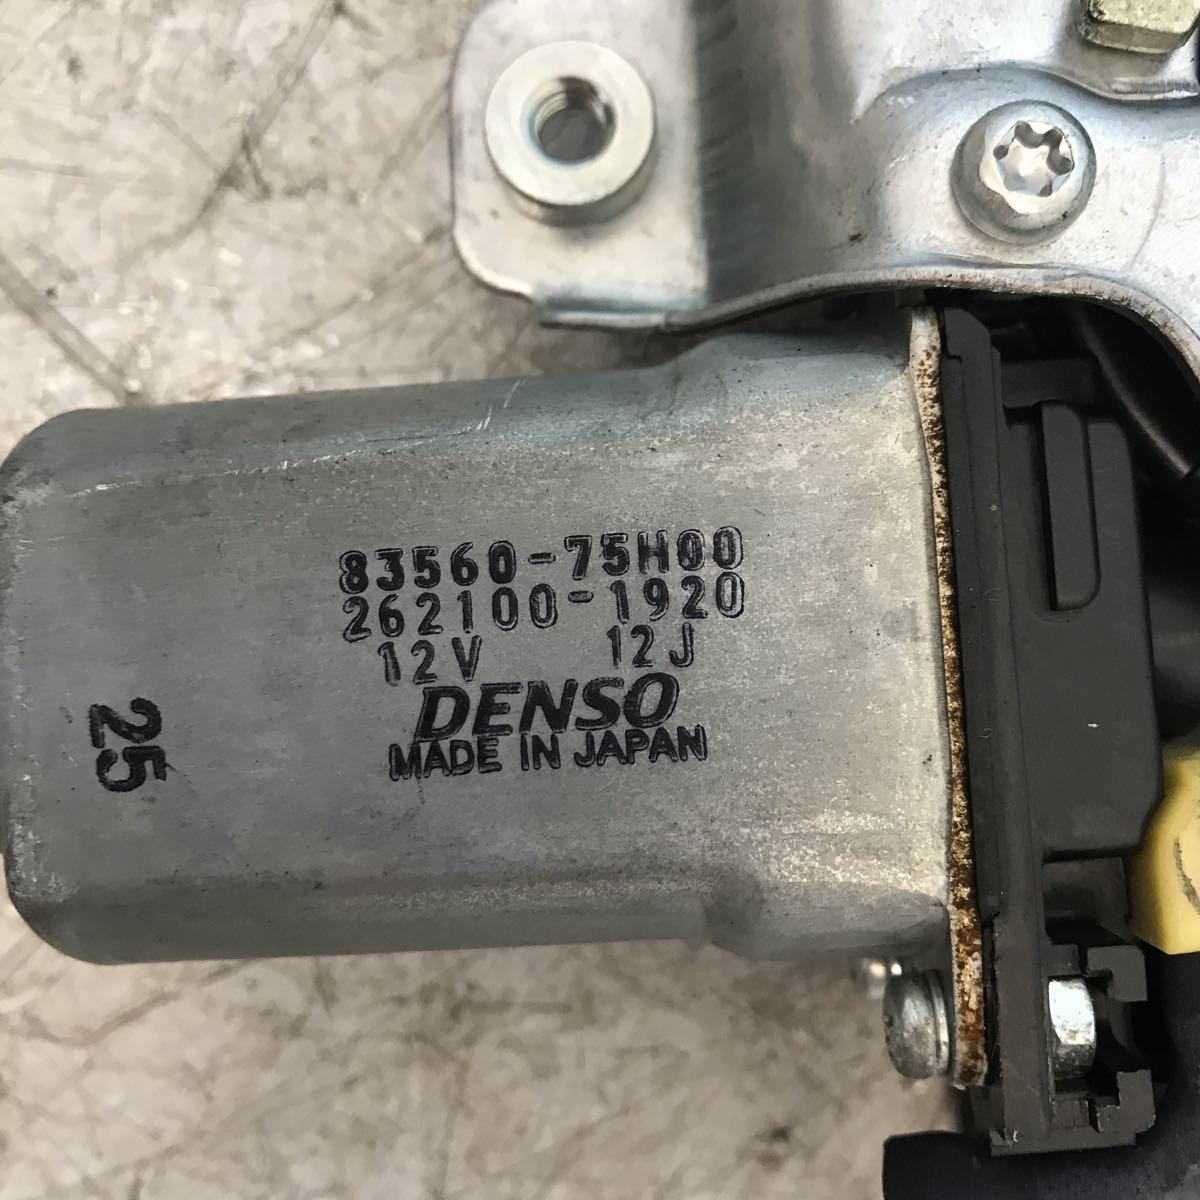 83560-75H00
262100-1920
12V 12J
DENSO
MADE IN JAPAN
25